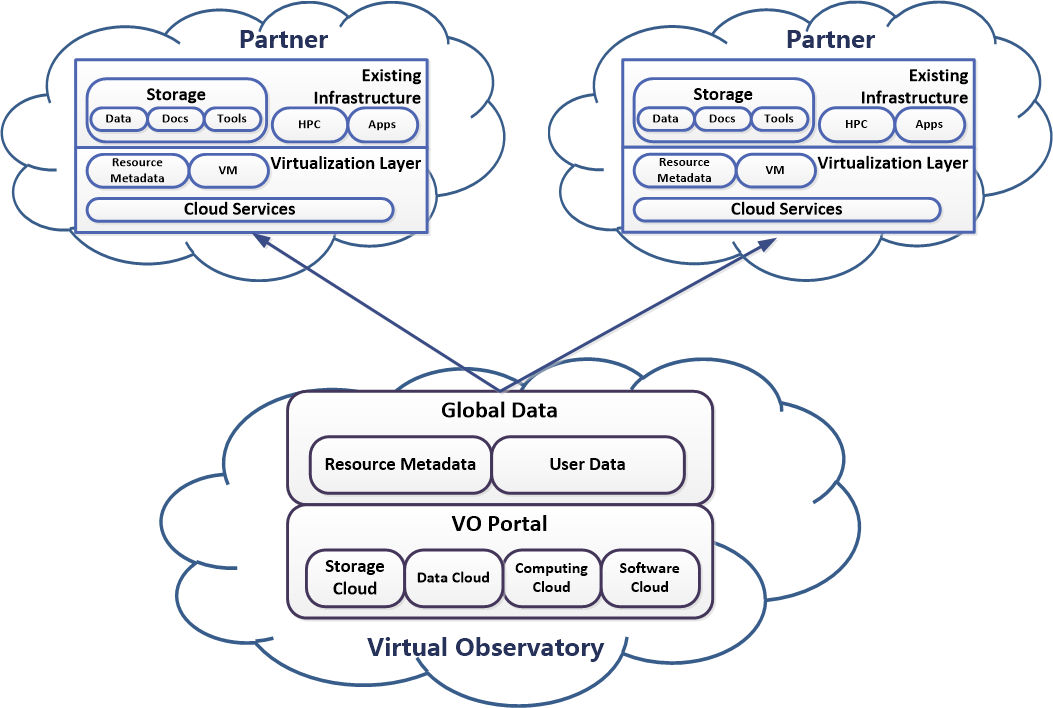 Partner
Existing
Infrastructure
Storage
Data Docs Tools
HPC Apps
Resource
Metadata
VM
Virtualization Layer
Cloud Services
Partner
Existing
Infrastructure
Storage
Data Docs Tools
HPC Apps
Resource
Metadata
VM
Virtualization Layer
Cloud Services
Global Data
Resource Metadata User Data
VO Portal
Storage
Cloud
Data Cloud
Computing
Cloud
Software
Cloud
Virtual Observatory